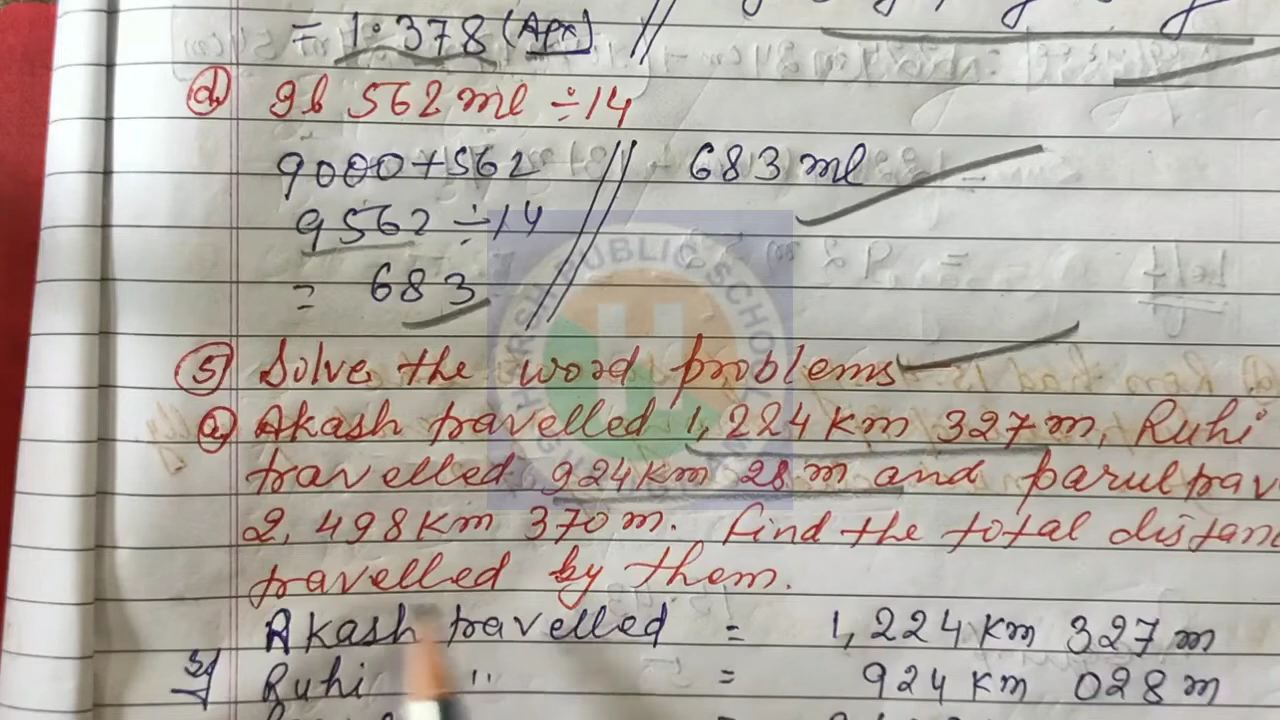 = 1.378 (Apx)
d) 9l 562 ml ÷ 14
9000 + 562 // 683 ml
9562 ÷ 14
= 683
5) Solve the word problems
a) Akash travelled 1,224 km 327 m, Ruhi
travelled 924 km 28 m and parul trav
2,498 km 370 m. find the total distan
travelled by them.
Akash travelled = 1,224 km 327 m
Ruhi " = 924 km 028 m
PUBLIC SCHOOL